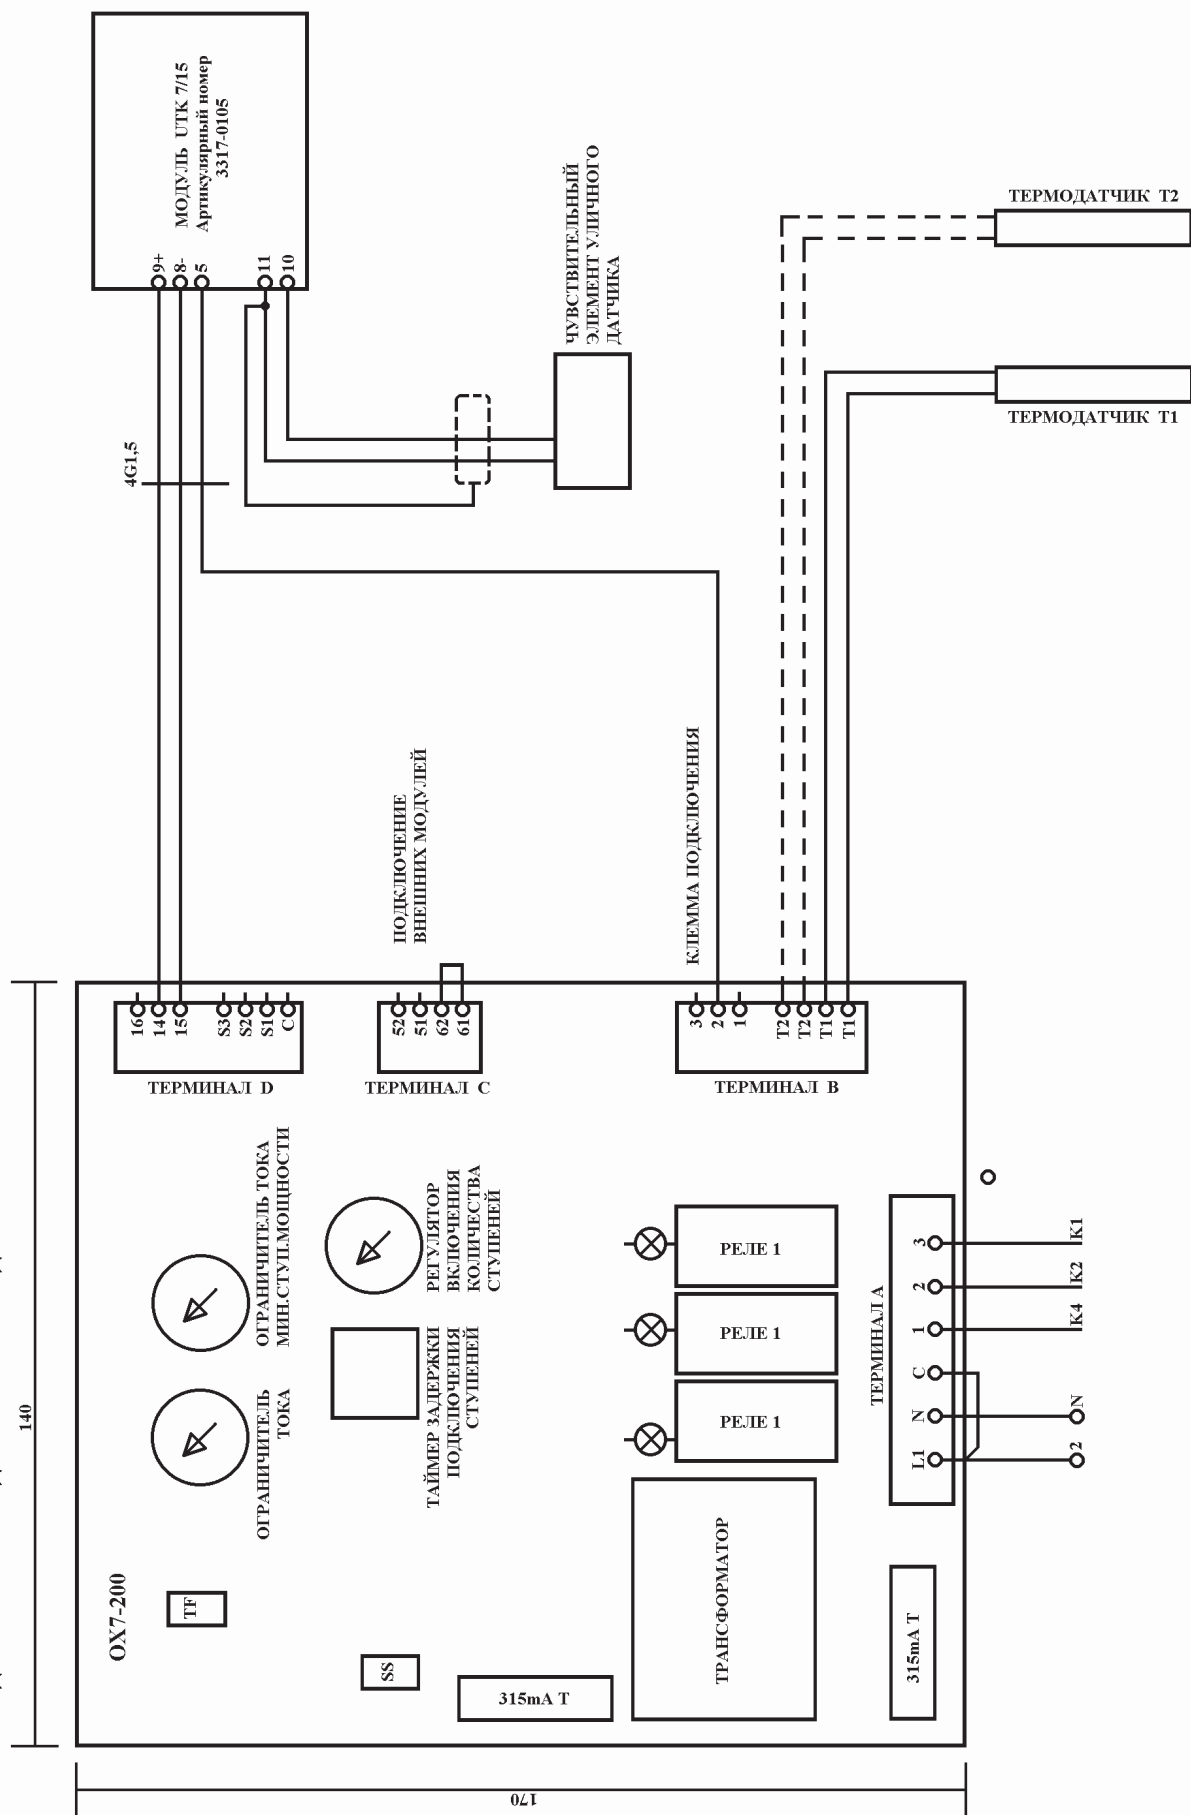 МОДУЛЬ UTK 7/15
Артикулярный номер
3317-0105
9+
8-
5
11
10
4G1,5
ЧУВСТВИТЕЛЬНЫЙ
ЭЛЕМЕНТ УЛИЧНОГО
ДАТЧИКА
ТЕРМОДАТЧИК T2
ТЕРМОДАТЧИК T1
ПОДКЛЮЧЕНИЕ
ВНЕШНИХ МОДУЛЕЙ
КЛЕММА ПОДКЛЮЧЕНИЯ
16
14
15
S3
S2
S1
C
ТЕРМИНАЛ D
52
51
62
61
ТЕРМИНАЛ C
3
2
1
T2
T2
T1
T1
ТЕРМИНАЛ B
ОГРАНИЧИТЕЛЬ ТОКА
МИН.СТУП.МОЩНОСТИ
РЕГУЛЯТОР
ВКЛЮЧЕНИЯ
КОЛИЧЕСТВА
СТУПЕНЕЙ
ОГРАНИЧИТЕЛЬ
ТОКА
ТАЙМЕР ЗАДЕРЖКИ
ПОДКЛЮЧЕНИЯ
СТУПЕНЕЙ
РЕЛЕ 1
РЕЛЕ 1
РЕЛЕ 1
ТЕРМИНАЛ A
3
2
1
C
N
L1
K1
K2
K4
N
2
140
OX7-200
TF
SS
315mA T
ТРАНСФОРМАТОР
315mA T
170